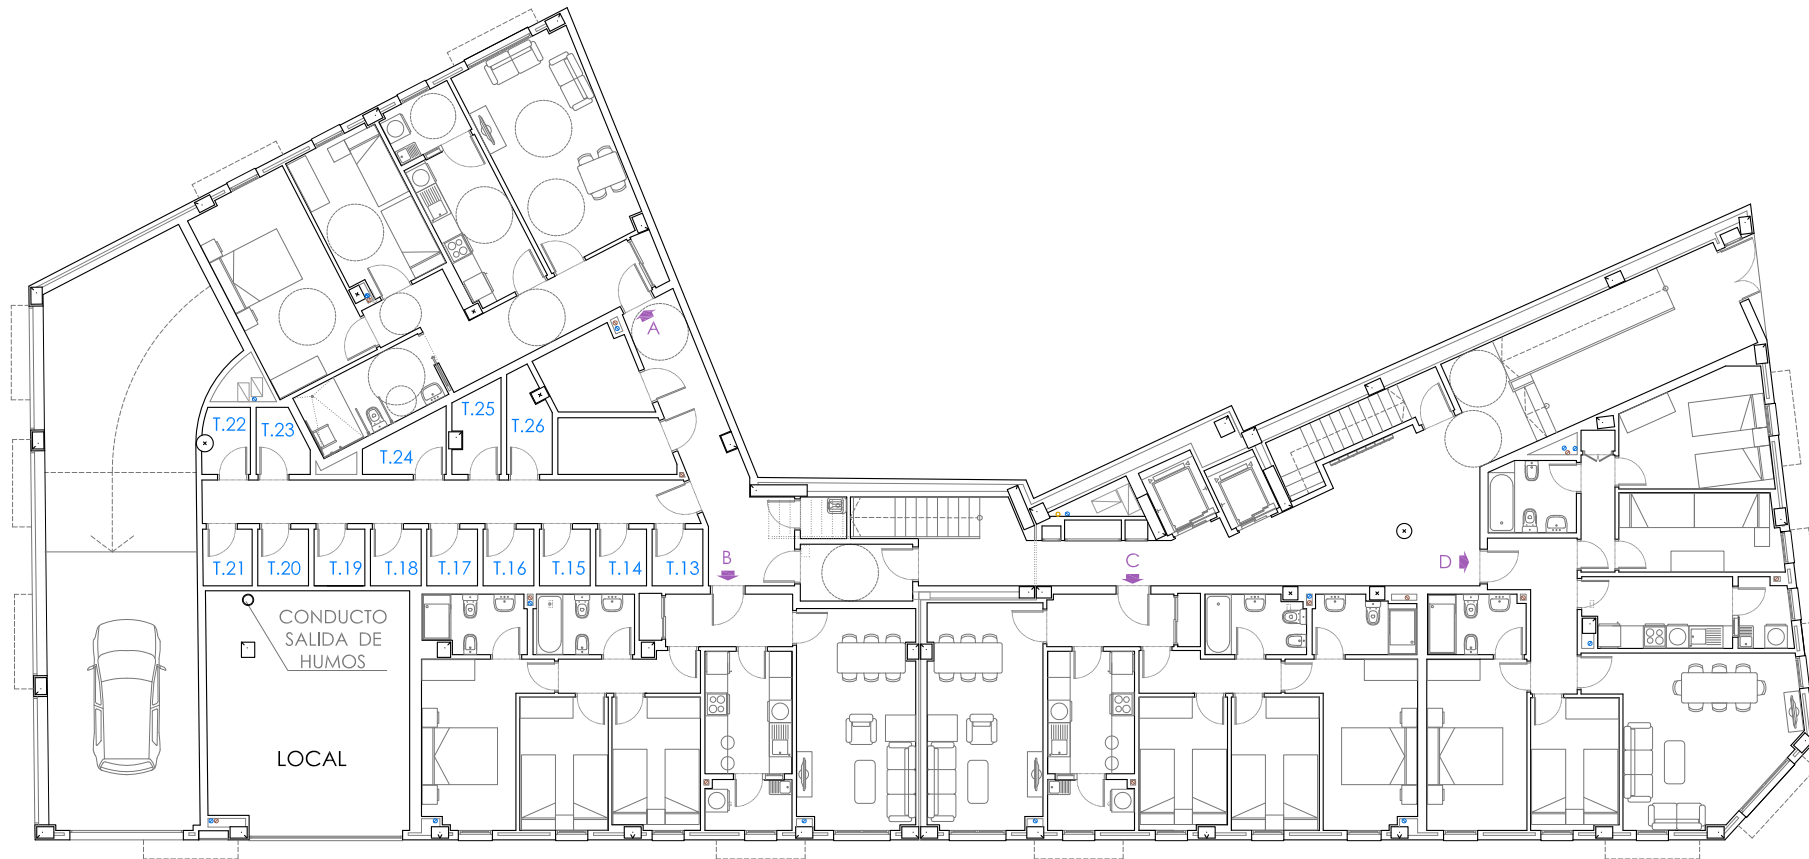 A
T.25
T.22
T.23
T.26
T.24
B
C
D
T.21
T.20
T.19
T.18
T.17
T.16
T.15
T.14
T.13
CONDUCTO
SALIDA DE
HUMOS
LOCAL